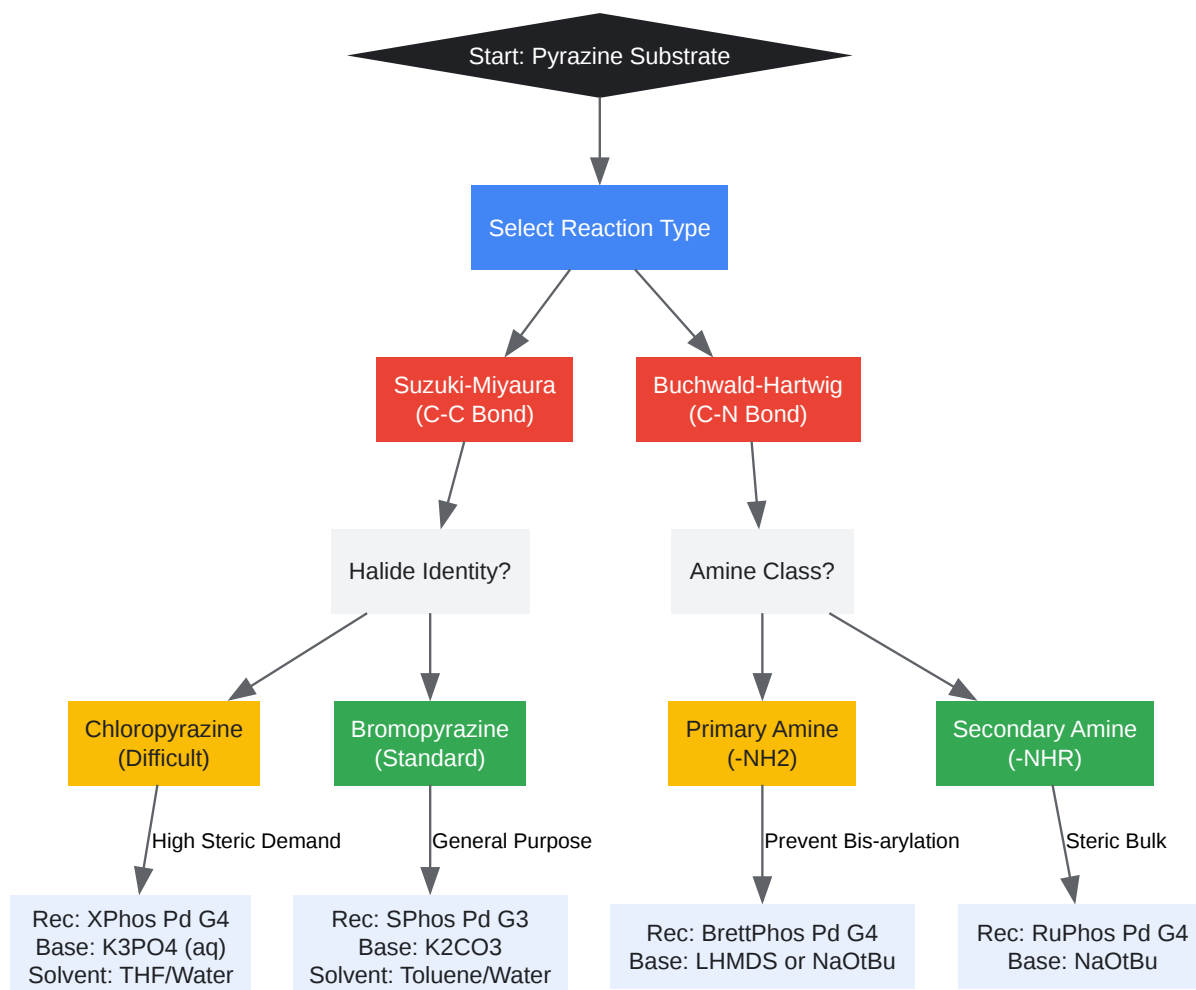 Start: Pyrazine Substrate
Select Reaction Type
Suzuki-Miyaura
(C-C Bond)
Buchwald-Hartwig
(C-N Bond)
Halide Identity?
Amine Class?
Chloropyrazine
(Difficult)
Bromopyrazine
(Standard)
Primary Amine
(-NH2)
Secondary Amine
(-NHR)
High Steric Demand
General Purpose
Prevent Bis-arylation
Steric Bulk
Rec: XPhos Pd G4
Base: K3PO4 (aq)
Solvent: THF/Water
Rec: SPhos Pd G3
Base: K2CO3
Solvent: Toluene/Water
Rec: BrettPhos Pd G4
Base: LHMDS or NaOtBu
Rec: RuPhos Pd G4
Base: NaOtBu